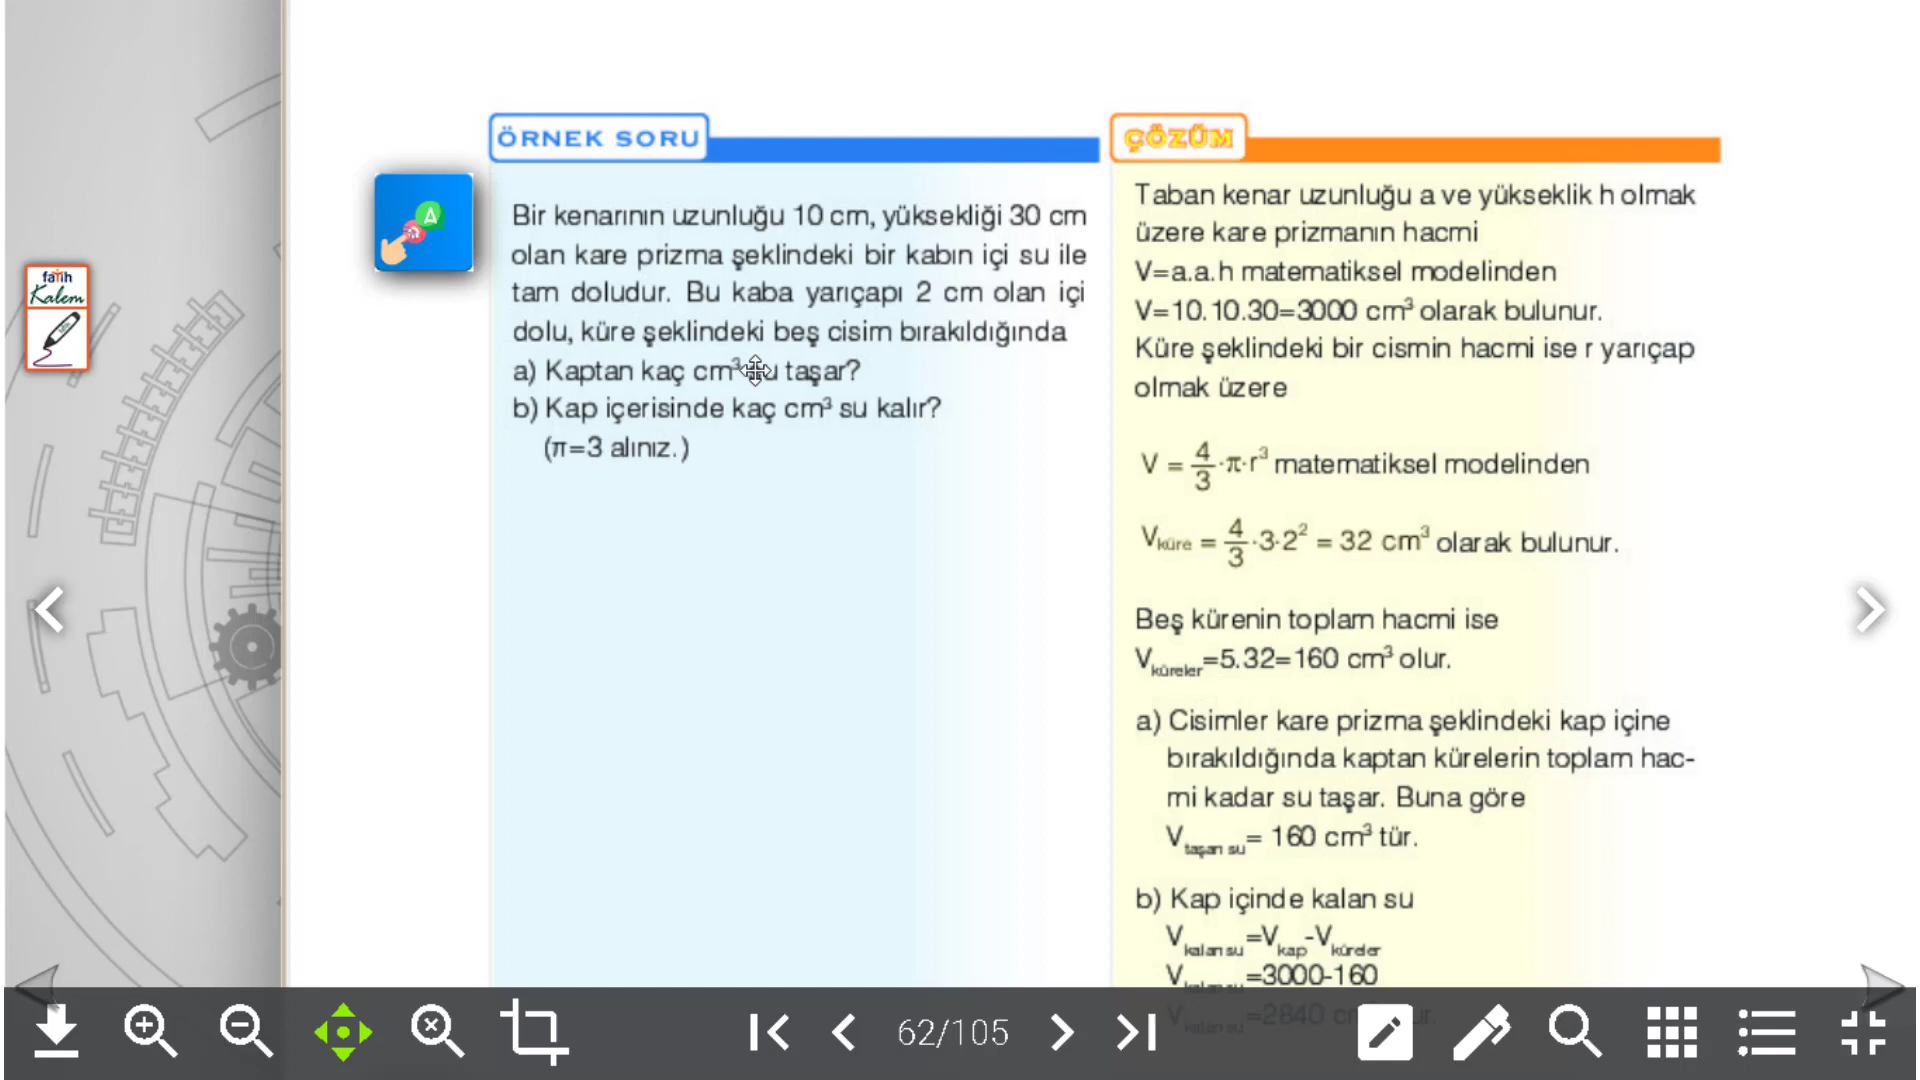 ÖRNEK SORU
Bir kenarının uzunluğu 10 cm, yüksekliği 30 cm
olan kare prizma şeklindeki bir kabın içi su ile
tam doludur. Bu kaba yarıçapı 2 cm olan içi
dolu, küre şeklindeki beş cisim bırakıldığında
a) Kaptan kaç cm³ taşar?
b) Kap içerisinde kaç cm³ su kalır?
(π=3 alınız.)
ÇÖZÜM
Taban kenar uzunluğu a ve yükseklik h olmak
üzere kare prizmanın hacmi
V=a.a.h matematiksel modelinden
V=10.10.30=3000 cm³ olarak bulunur.
Küre şeklindeki bir cismin hacmi ise r yarıçap
olmak üzere
V = 4/3 ·π·r³ matematiksel modelinden
Vküre = 4/3 ·3·2² = 32 cm³ olarak bulunur.
Beş kürenin toplam hacmi ise
Vküreler=5.32=160 cm³ olur.
a) Cisimler kare prizma şeklindeki kap içine
bırakıldığında kaptan kürelerin toplam hac-
mi kadar su taşar. Buna göre
Vtaşan su= 160 cm³ tür.
b) Kap içinde kalan su
Vkalan su=Vkap-Vküreler
Vkalan su=3000-160
Vkalan su=2840
fatih
Kalem
62/105